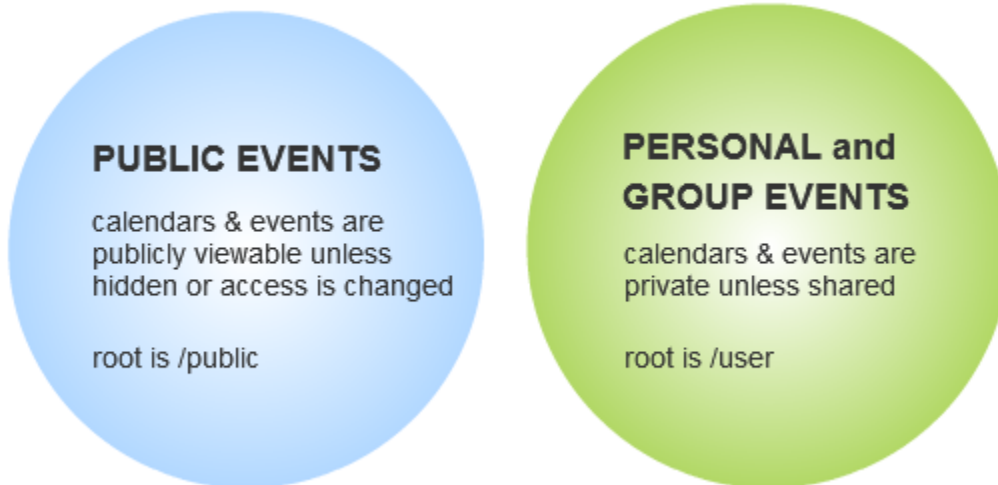 PUBLIC EVENTS
calendars & events are
publicly viewable unless
hidden or access is changed
root is /public
PERSONAL and
GROUP EVENTS
calendars & events are
private unless shared
root is /user